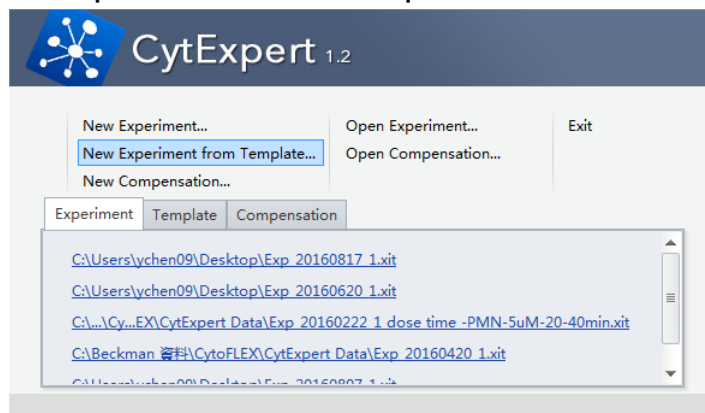 CytExpert 1.2
New Experiment... Open Experiment... Exit
New Experiment from Template... Open Compensation...
New Compensation...
Experiment Template Compensation
C:\Users\ychen09\Desktop\Exp_20160817_1.xit
C:\Users\ychen09\Desktop\Exp_20160620_1.xit
C:\...\Cy...EX\CytExpert Data\Exp_20160222_1 dose time -PMN-5uM-20-40min.xit
C:\Beckman 資料\CytoFLEX\CytExpert Data\Exp_20160420_1.xit